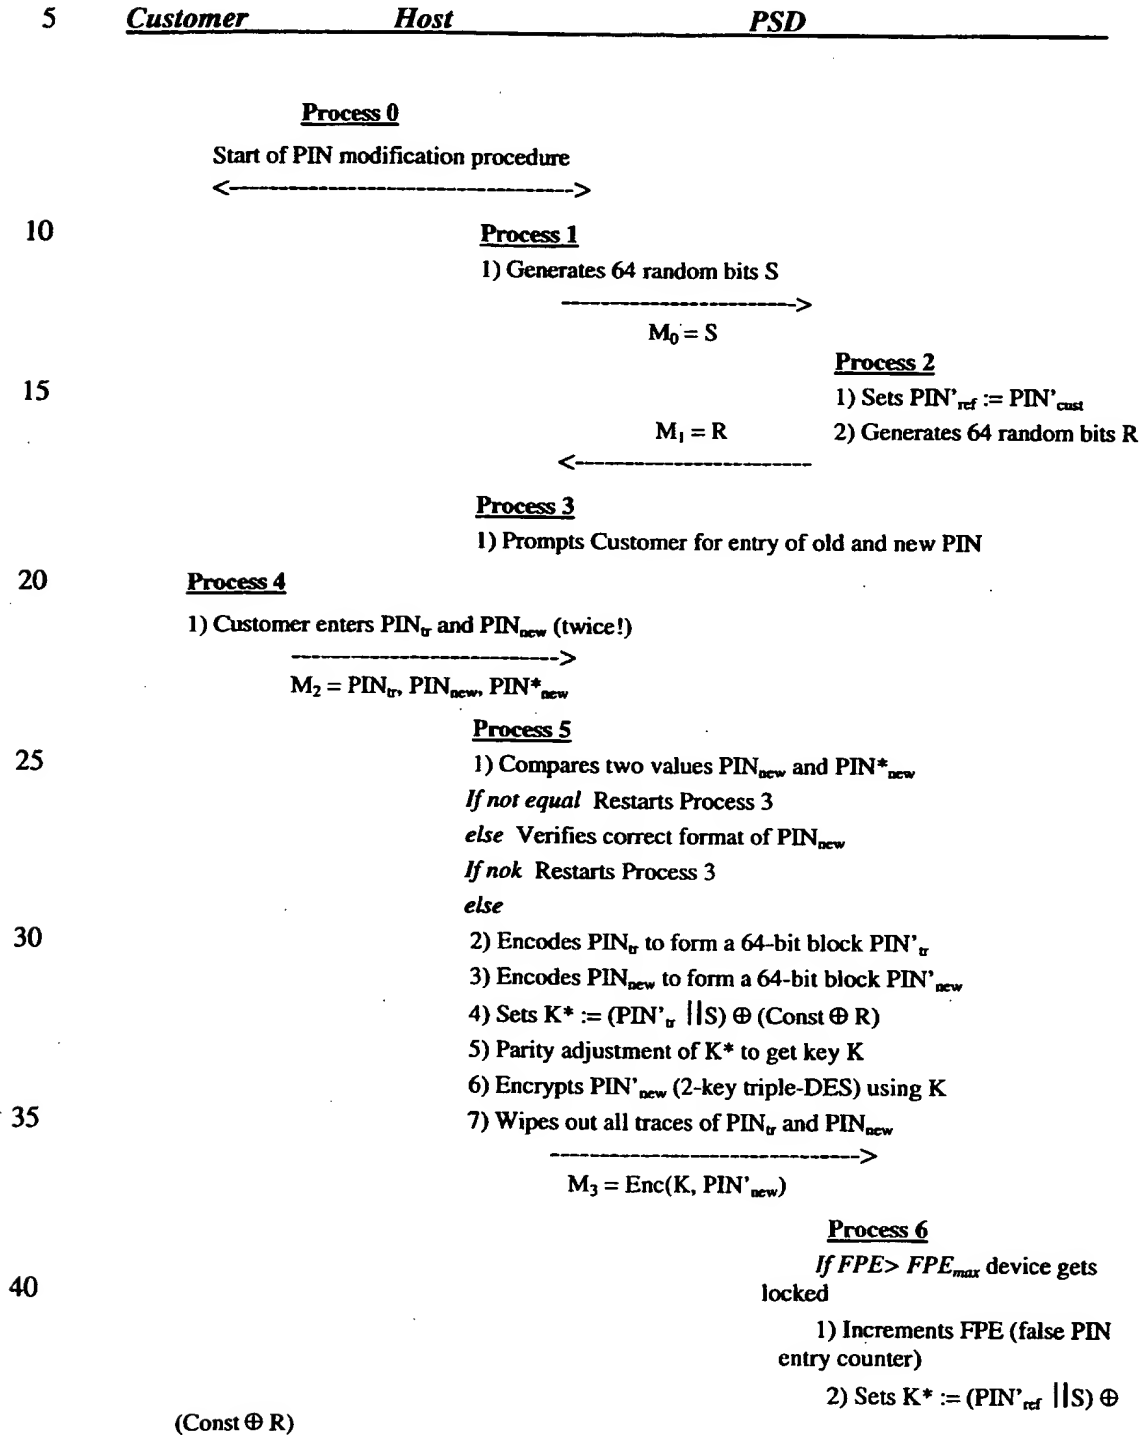 5 Customer Host PSD
Process 0
Start of PIN modification procedure
<------------------------------>
10
Process 1
1) Generates 64 random bits S
-------------------->
M₀ = S
Process 2
15
1) Sets PIN'ref := PIN'cust
M₁ = R 2) Generates 64 random bits R
<--------------------
Process 3
1) Prompts Customer for entry of old and new PIN
20 Process 4
1) Customer enters PINtr and PINnew (twice!)
----------------------->
M₂ = PINtr, PINnew, PIN*new
Process 5
25 1) Compares two values PINnew and PIN*new
If not equal Restarts Process 3
else Verifies correct format of PINnew
If nok Restarts Process 3
else
30 2) Encodes PINtr to form a 64-bit block PIN'tr
3) Encodes PINnew to form a 64-bit block PIN'new
4) Sets K* := (PIN'tr ||S) ⊕ (Const ⊕ R)
5) Parity adjustment of K* to get key K
6) Encrypts PIN'new (2-key triple-DES) using K
35 7) Wipes out all traces of PINtr and PINnew
---------------------------->
M₃ = Enc(K, PIN'new)
Process 6
If FPE> FPEmax device gets
40 locked
1) Increments FPE (false PIN
entry counter)
2) Sets K* := (PIN'ref ||S) ⊕
(Const ⊕ R)